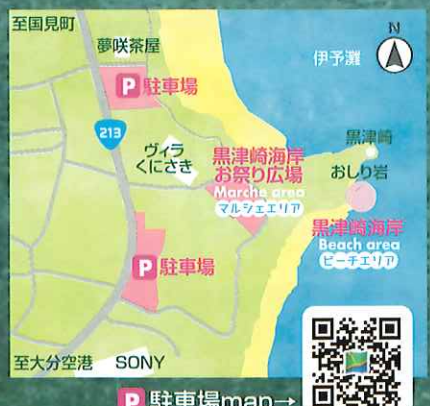 至国見町
夢咲茶屋
P 駐車場
213
ヴィラ
くにさき
伊予灘
N
黒津崎
おしり岩
黒津崎海岸
お祭り広場
Marche area
マルシェエリア
黒津崎海岸
Beach area
ビーチエリア
P 駐車場
至大分空港 SONY
P 駐車場map→